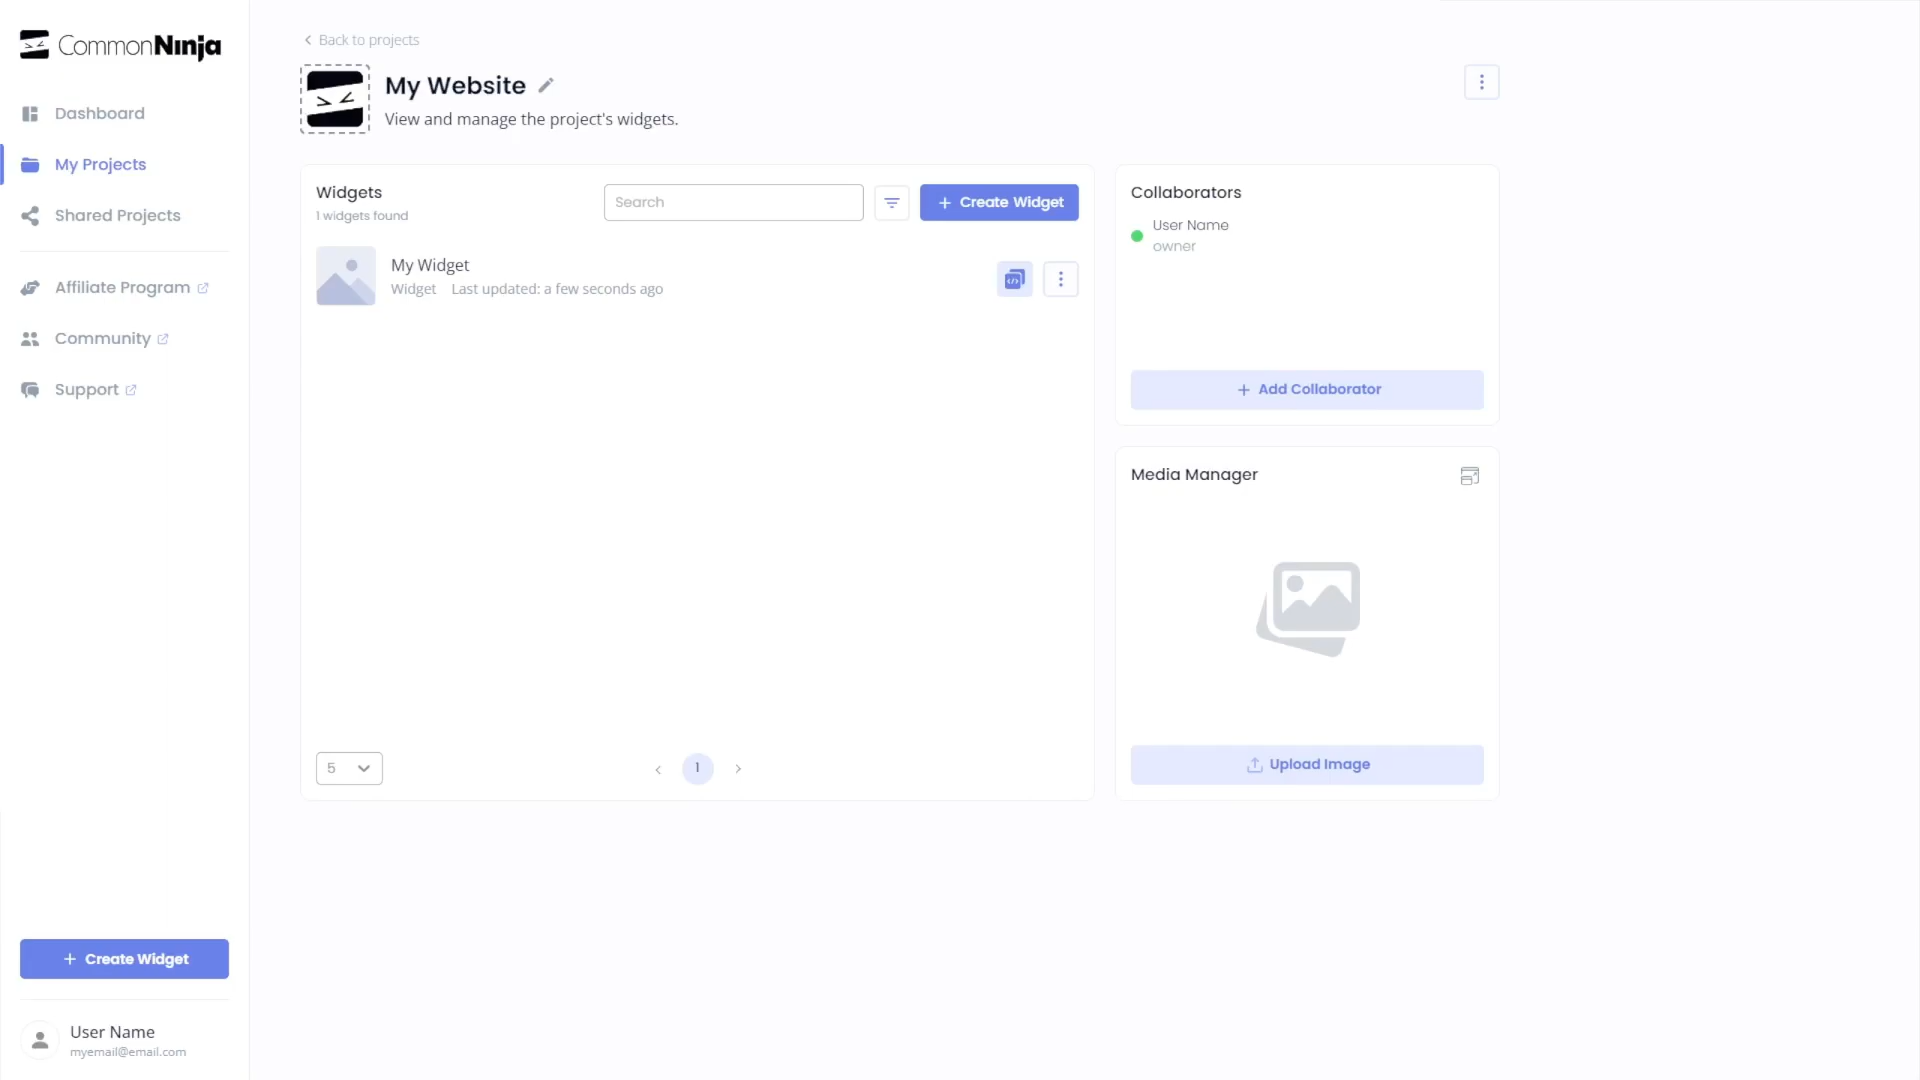 CommonNinja
Dashboard
My Projects
Shared Projects
Affiliate Program
Community
Support
Create Widget
User Name
myemail@email.com
Back to projects
My Website
View and manage the project's widgets.
Widgets
1 widgets found
Search
Create Widget
My Widget
Widget Last updated: a few seconds ago
5
1
Collaborators
User Name
owner
Add Collaborator
Media Manager
Upload Image